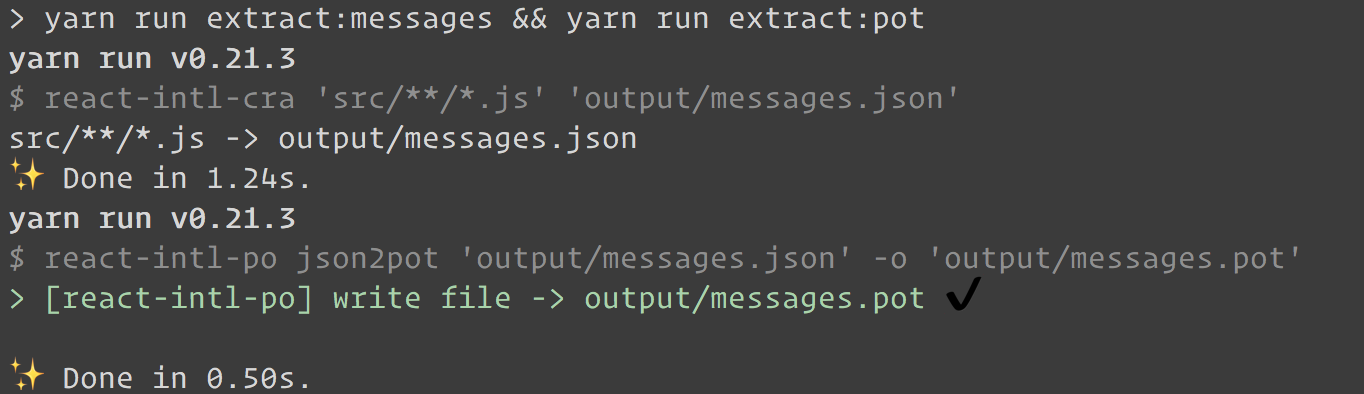 > yarn run extract:messages && yarn run extract:pot
yarn run v0.21.3
$ react-intl-cra 'src/**/*.js' 'output/messages.json'
src/**/*.js -> output/messages.json
✨ Done in 1.24s.
yarn run v0.21.3
$ react-intl-po json2pot 'output/messages.json' -o 'output/messages.pot'
> [react-intl-po] write file -> output/messages.pot ✔
✨ Done in 0.50s.